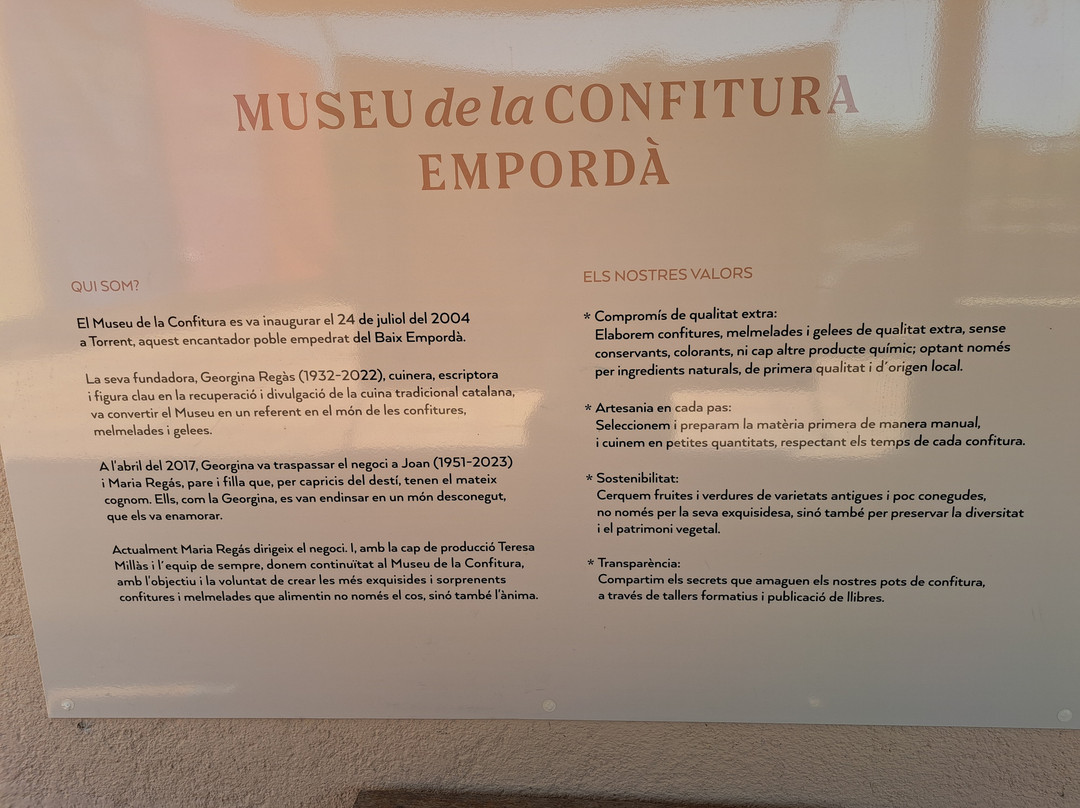 MUSEU de la CONFITURA
EMPORDÀ
QUI SOM?
El Museu de la Confitura es va inaugurar el 24 de juliol del 2004
a Torrent, aquest encantador poble empedrat del Baix Empordà.
La seva fundadora, Georgina Regàs (1932-2022), cuinera, escriptora
i figura clau en la recuperació i divulgació de la cuina tradicional catalana,
va convertir el Museu en un referent en el món de les confitures,
melmelades i gelees.
A l'abril del 2017, Georgina va traspassar el negoci a Joan (1951-2023)
i Maria Regás, pare i filla que, per capricis del destí, tenen el mateix
cognom. Ells, com la Georgina, es van endinsar en un món desconegut,
que els va enamorar.
Actualment Maria Regás dirigeix el negoci. I, amb la cap de producció Teresa
Millàs i l'equip de sempre, donem continuïtat al Museu de la Confitura,
amb l'objectiu i la voluntat de crear les més exquisides i sorprenents
confitures i melmelades que alimentin no només el cos, sinó també l'ànima.
ELS NOSTRES VALORS
* Compromís de qualitat extra:
Elaborem confitures, melmelades i gelees de qualitat extra, sense
conservants, colorants, ni cap altre producte químic; optant només
per ingredients naturals, de primera qualitat i d'origen local.
* Artesania en cada pas:
Seleccionem i preparam la matèria primera de manera manual,
i cuinem en petites quantitats, respectant els temps de cada confitura.
* Sostenibilitat:
Cerquem fruites i verdures de varietats antigues i poc conegudes,
no només per la seva exquisidesa, sinó també per preservar la diversitat
i el patrimoni vegetal.
* Transparència:
Compartim els secrets que amaguen els nostres pots de confitura,
a través de tallers formatius i publicació de llibres.